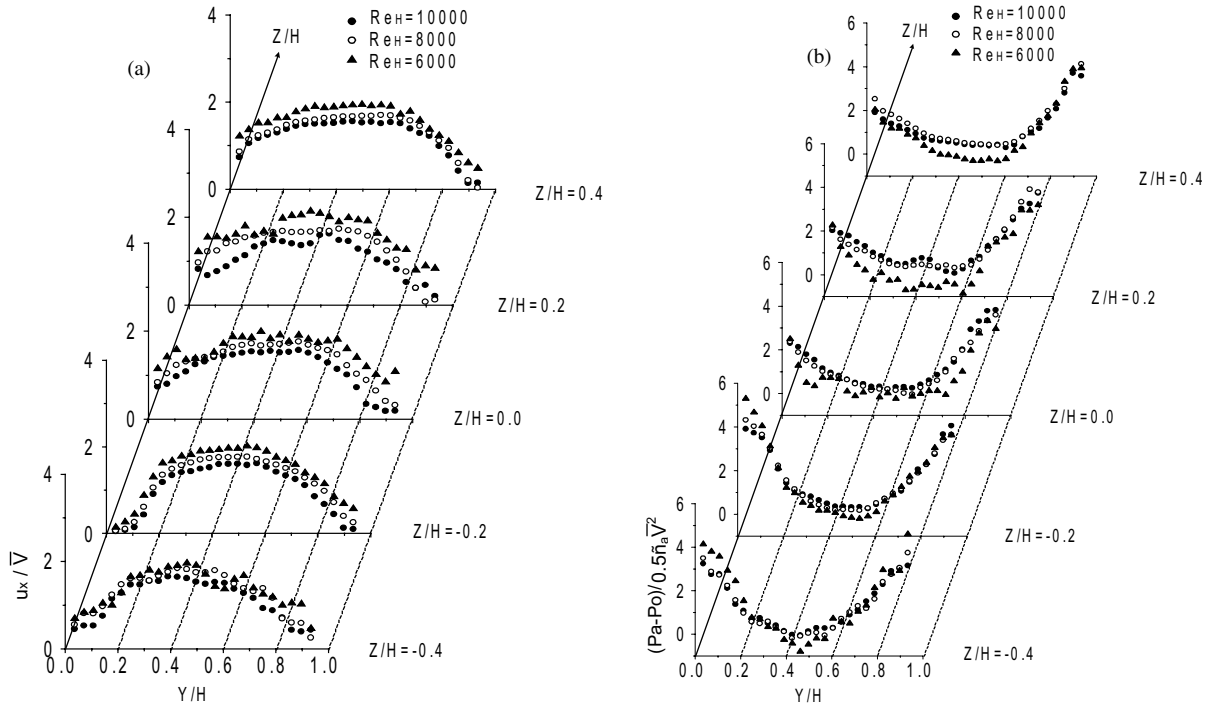 (a)
Z/H
ReH=10000
ReH=8000
ReH=6000
4
2
0
Z/H=0.4
4
2
0
Z/H=0.2
4
2
0
Z/H=0.0
4
2
0
Z/H=-0.2
4
2
0
Z/H=-0.4
0.0 0.2 0.4 0.6 0.8 1.0
Y/H
ux / V̅
(b)
Z/H
ReH=10000
ReH=8000
ReH=6000
6
4
2
0
Z/H=0.4
6
4
2
0
Z/H=0.2
6
4
2
0
Z/H=0.0
6
4
2
0
Z/H=-0.2
6
4
2
0
Z/H=-0.4
0.0 0.2 0.4 0.6 0.8 1.0
Y/H
(Pa-Po)/0.5ñaV̅²